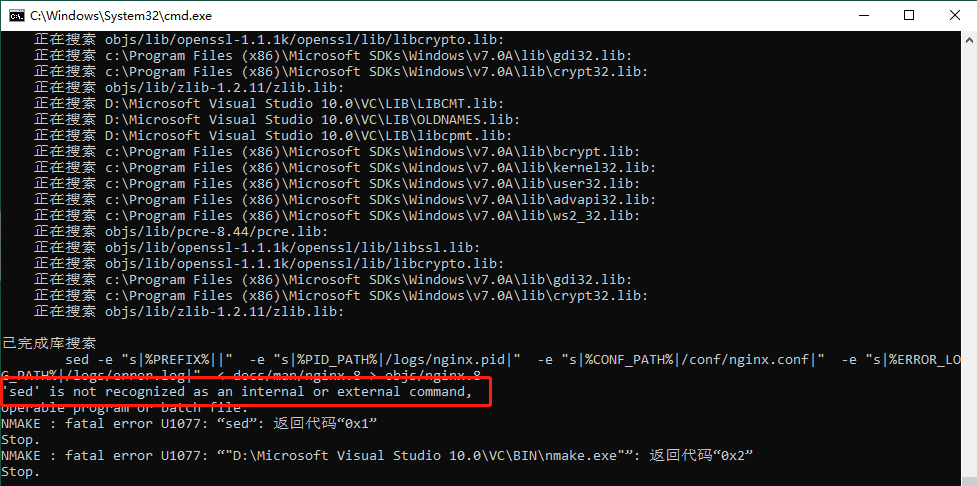 C:\Windows\System32\cmd.exe
正在搜索 objs/lib/openssl-1.1.1k/openssl/lib/libcrypto.lib:
正在搜索 c:\Program Files (x86)\Microsoft SDKs\Windows\v7.0A\lib\gdi32.lib:
正在搜索 c:\Program Files (x86)\Microsoft SDKs\Windows\v7.0A\lib\crypt32.lib:
正在搜索 objs/lib/zlib-1.2.11/zlib.lib:
正在搜索 D:\Microsoft Visual Studio 10.0\VC\LIB\LIBCMT.lib:
正在搜索 D:\Microsoft Visual Studio 10.0\VC\LIB\OLDNAMES.lib:
正在搜索 D:\Microsoft Visual Studio 10.0\VC\LIB\libcpmt.lib:
正在搜索 c:\Program Files (x86)\Microsoft SDKs\Windows\v7.0A\lib\bcrypt.lib:
正在搜索 c:\Program Files (x86)\Microsoft SDKs\Windows\v7.0A\lib\kernel32.lib:
正在搜索 c:\Program Files (x86)\Microsoft SDKs\Windows\v7.0A\lib\user32.lib:
正在搜索 c:\Program Files (x86)\Microsoft SDKs\Windows\v7.0A\lib\advapi32.lib:
正在搜索 c:\Program Files (x86)\Microsoft SDKs\Windows\v7.0A\lib\ws2_32.lib:
正在搜索 objs/lib/pcre-8.44/pcre.lib:
正在搜索 objs/lib/openssl-1.1.1k/openssl/lib/libssl.lib:
正在搜索 objs/lib/openssl-1.1.1k/openssl/lib/libcrypto.lib:
正在搜索 c:\Program Files (x86)\Microsoft SDKs\Windows\v7.0A\lib\gdi32.lib:
正在搜索 c:\Program Files (x86)\Microsoft SDKs\Windows\v7.0A\lib\crypt32.lib:
正在搜索 objs/lib/zlib-1.2.11/zlib.lib:
已完成库搜索
sed -e "s|%PREFIX%||" -e "s|%PID_PATH%|/logs/nginx.pid|" -e "s|%CONF_PATH%|/conf/nginx.conf|" -e "s|%ERROR_LO
G_PATH%|/logs/error.log|" < docs/man/nginx.8 > objs/nginx.8
'sed' is not recognized as an internal or external command,
operable program or batch file.
NMAKE : fatal error U1077: “sed”: 返回代码“0x1”
Stop.
NMAKE : fatal error U1077: “"D:\Microsoft Visual Studio 10.0\VC\BIN\nmake.exe"”: 返回代码“0x2”
Stop.